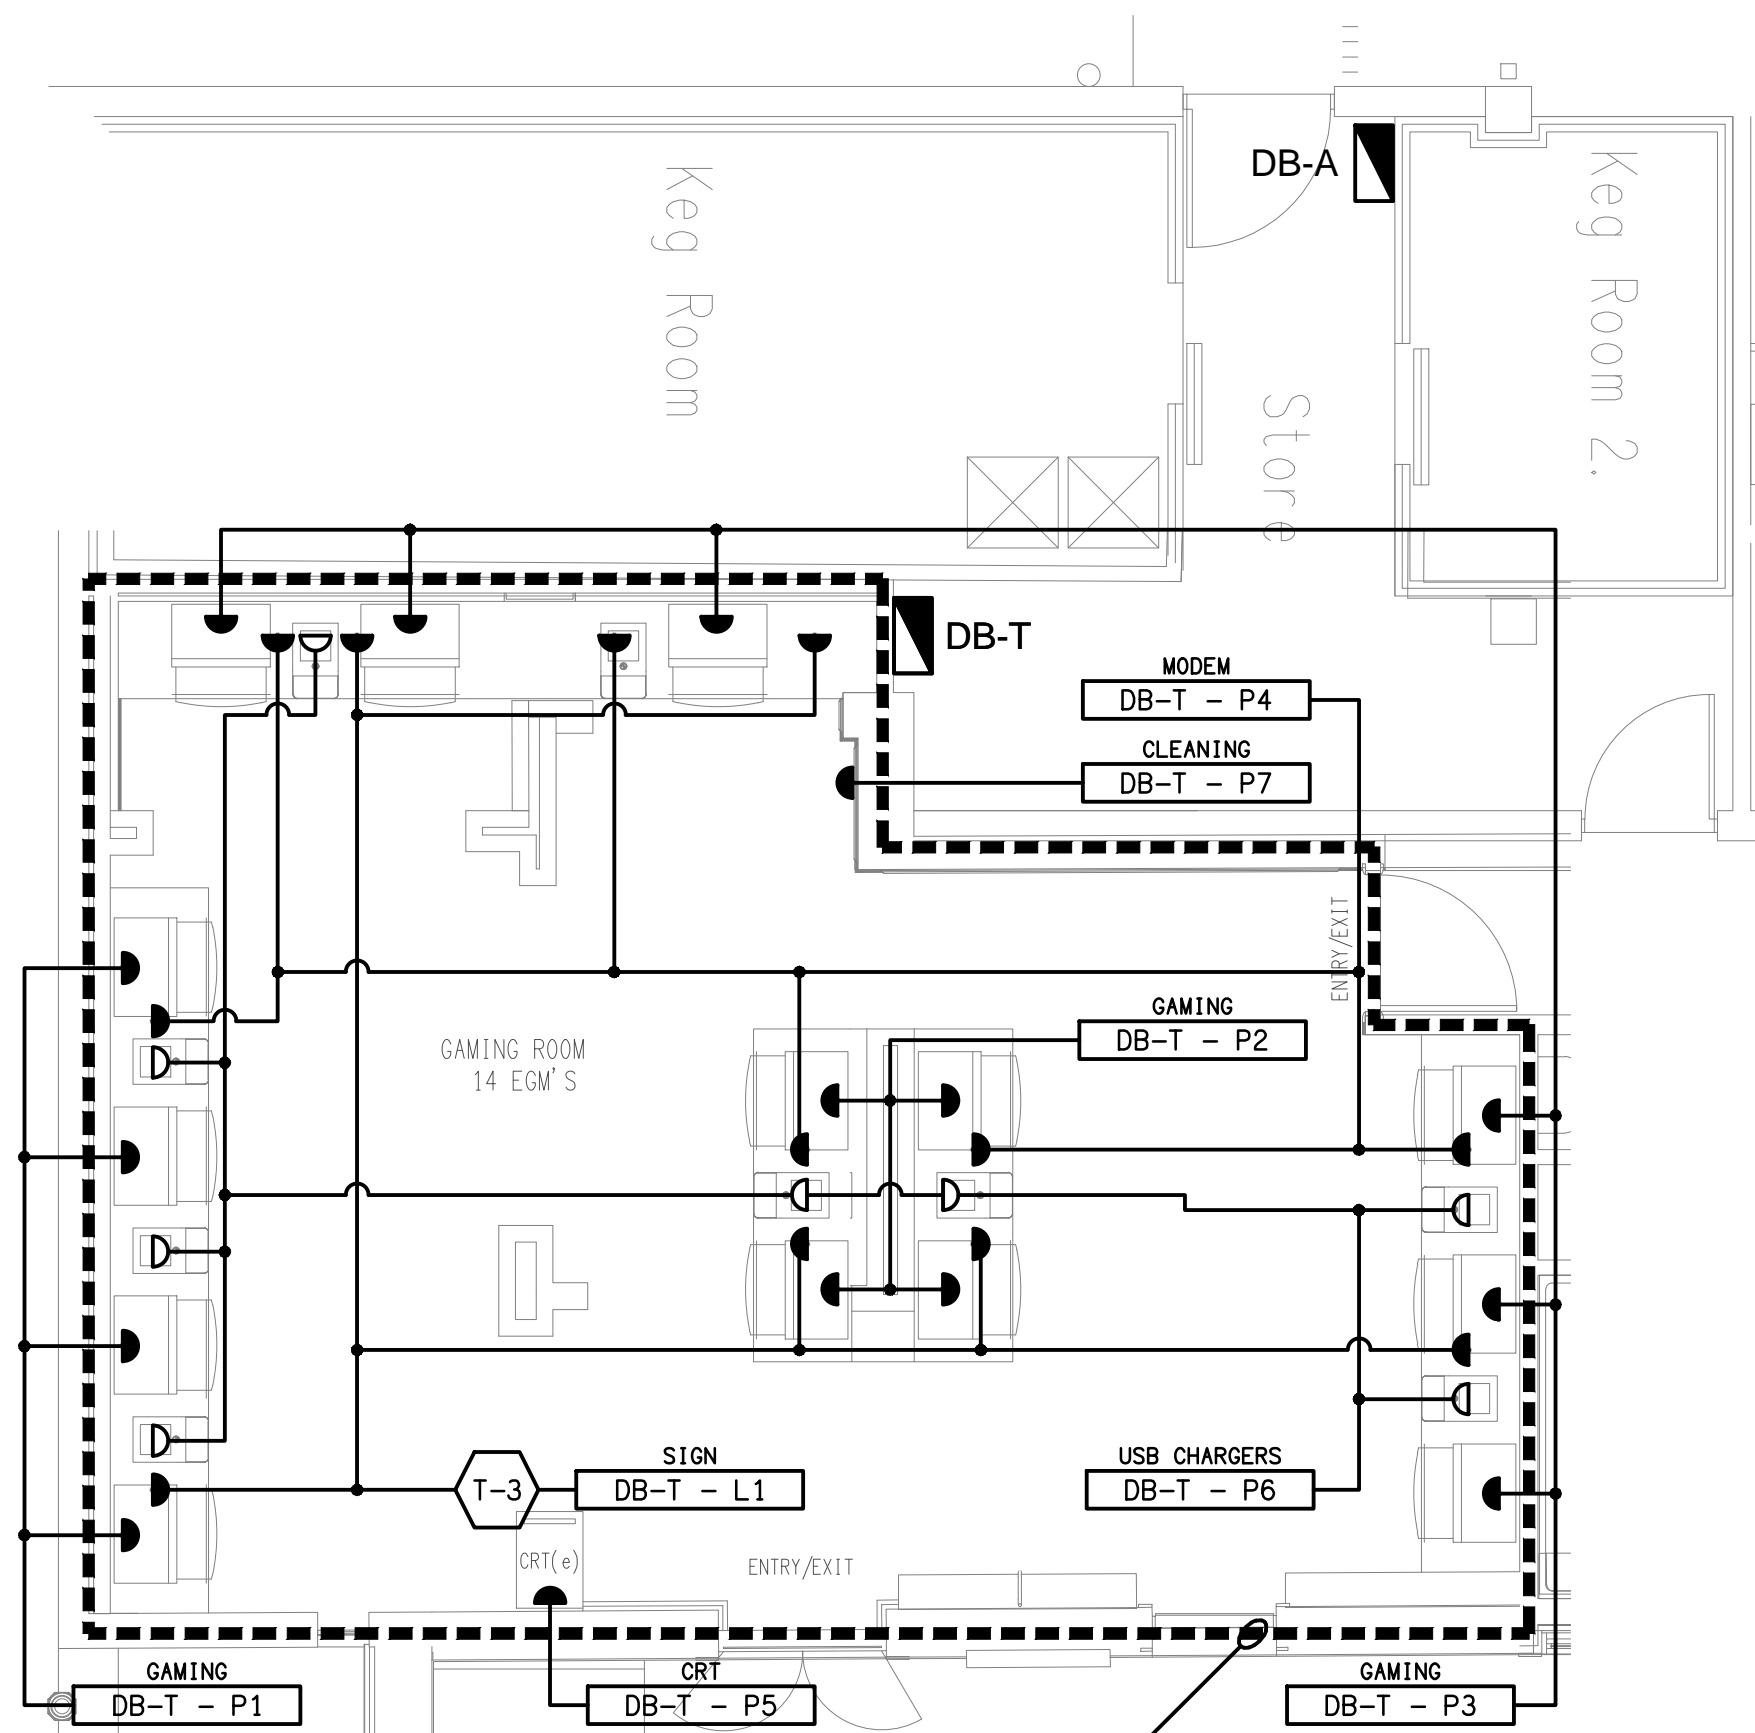 DB-A
Keg Room
Keg Room 2.
Store
DB-T
MODEM
DB-T - P4
CLEANING
DB-T - P7
ENTRY/EXIT
GAMING
DB-T - P2
GAMING ROOM
14 EGM'S
SIGN
T-3
DB-T - L1
USB CHARGERS
DB-T - P6
CRT(e)
ENTRY/EXIT
GAMING
DB-T - P1
CRT
DB-T - P5
GAMING
DB-T - P3